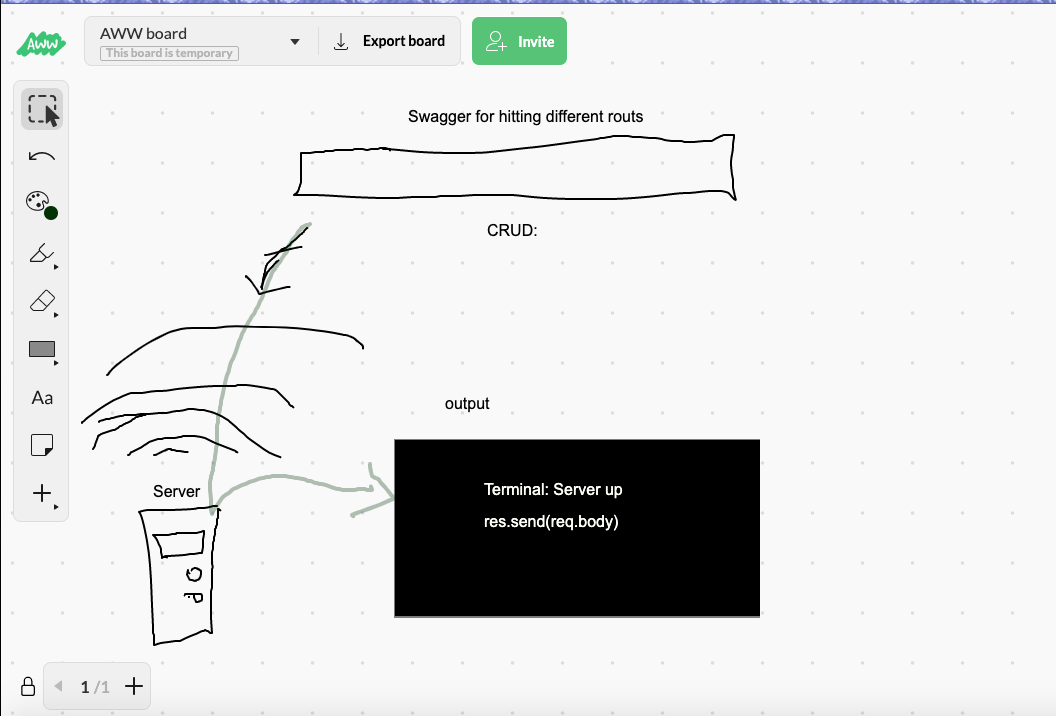 AWW
AWW board
This board is temporary
Export board
Invite
Swagger for hitting different routs
CRUD:
output
Server
Terminal: Server up
res.send(req.body)
Aa
1/1